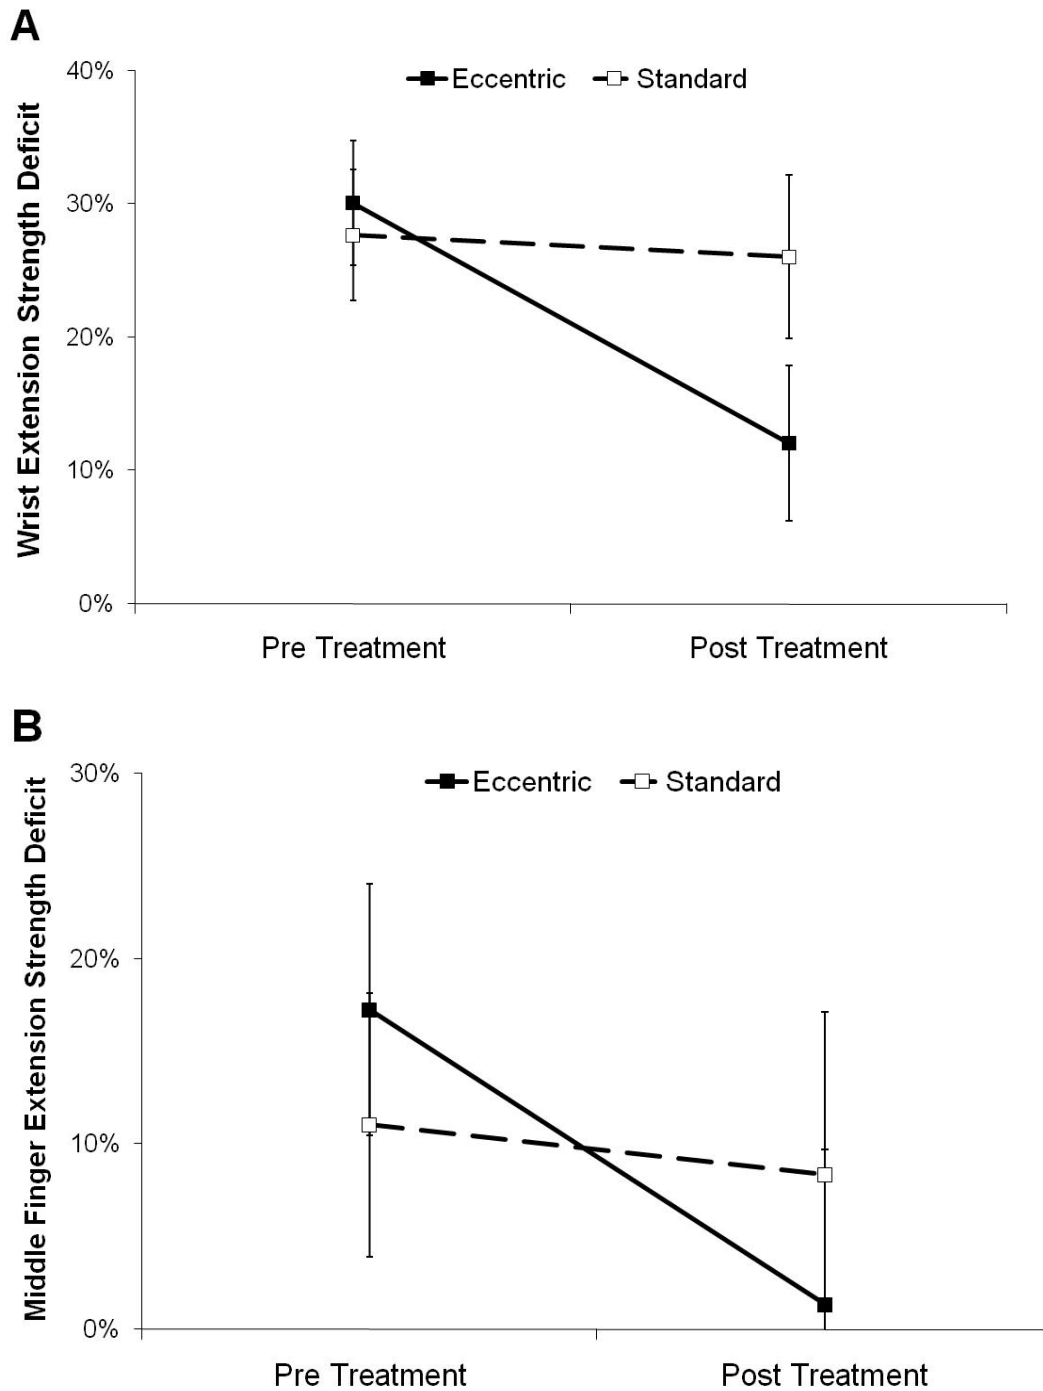 A
40%
Eccentric Standard
30%
20%
10%
0%
Wrist Extension Strength Deficit
Pre Treatment Post Treatment
B
30%
Eccentric Standard
20%
10%
0%
Middle Finger Extension Strength Deficit
Pre Treatment Post Treatment